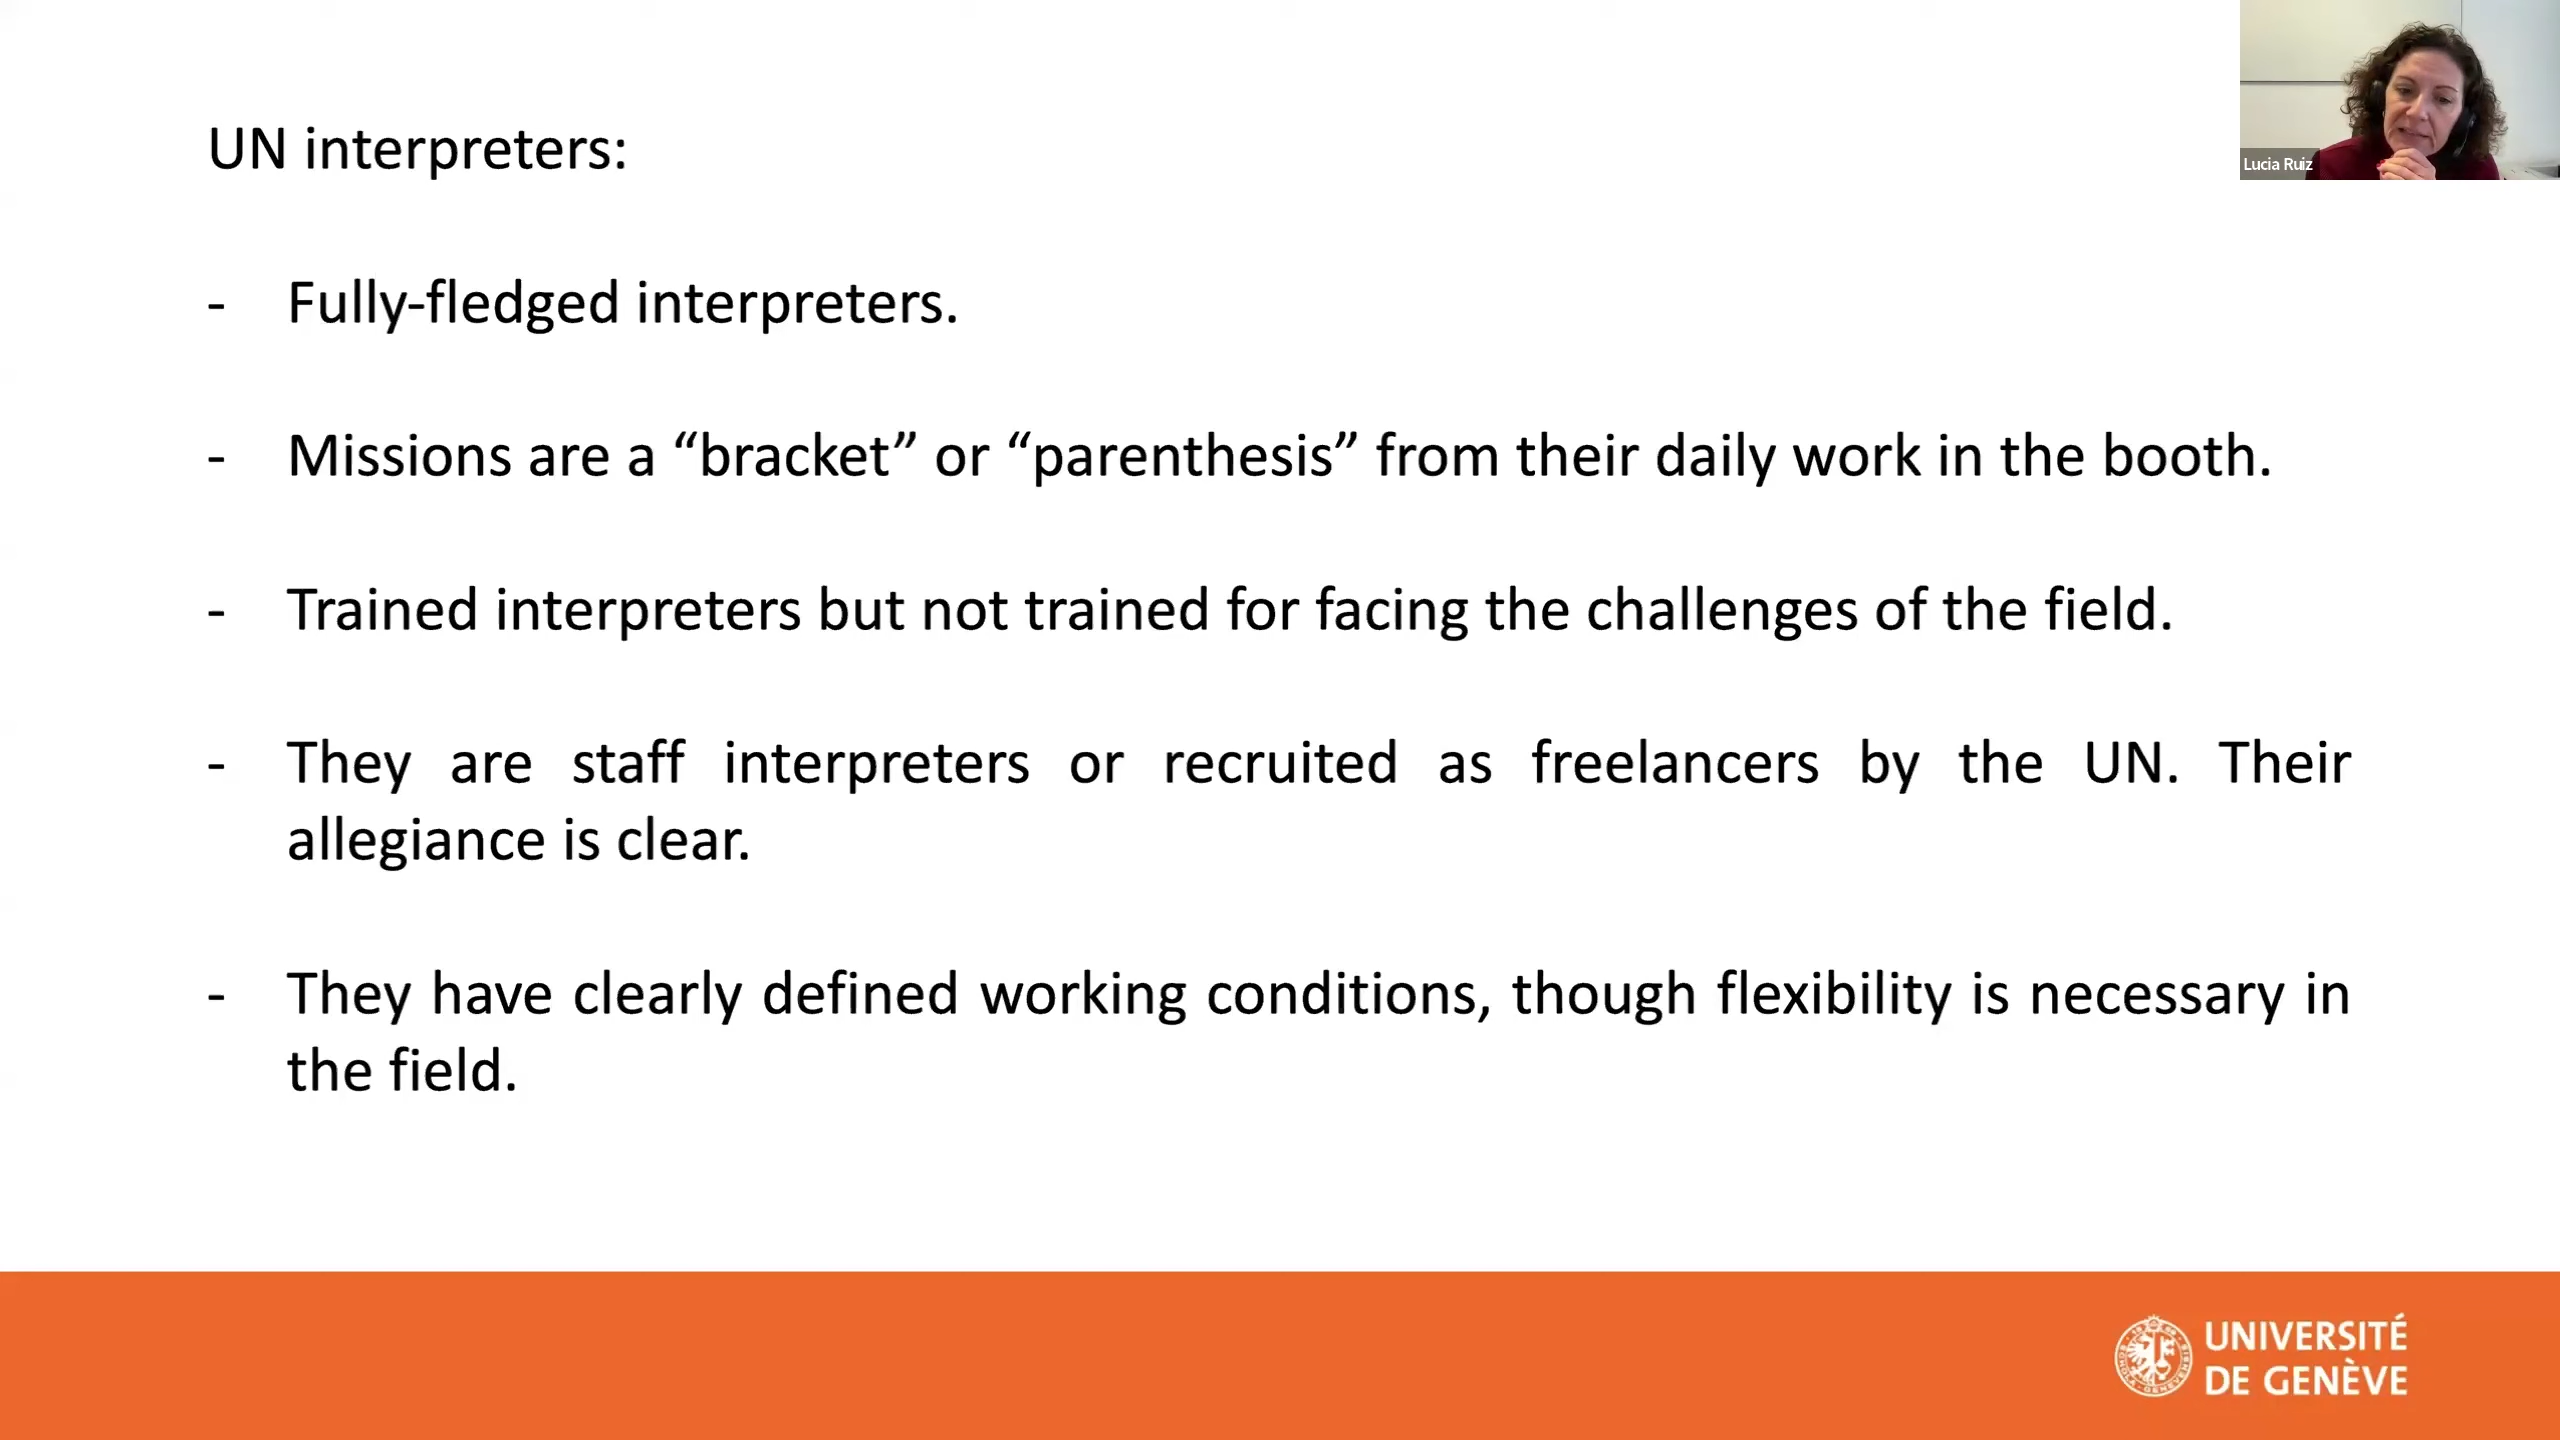 UN interpreters:
- Fully-fledged interpreters.
- Missions are a “bracket” or “parenthesis” from their daily work in the booth.
- Trained interpreters but not trained for facing the challenges of the field.
- They are staff interpreters or recruited as freelancers by the UN. Their
allegiance is clear.
- They have clearly defined working conditions, though flexibility is necessary in
the field.
Lucia Ruiz
UNIVERSITÉ
DE GENÈVE